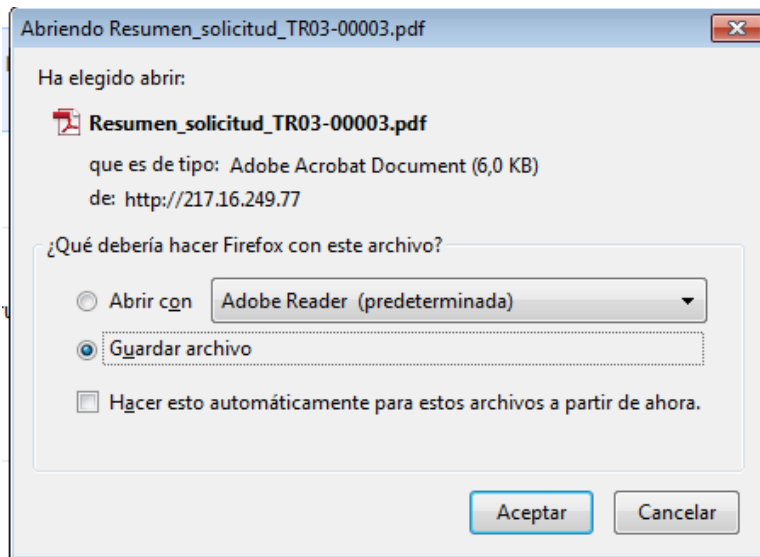 Abriendo Resumen_solicitud_TR03-00003.pdf
Ha elegido abrir:
Resumen_solicitud_TR03-00003.pdf
que es de tipo: Adobe Acrobat Document (6,0 KB)
de: http://217.16.249.77
¿Qué debería hacer Firefox con este archivo?
Abrir con Adobe Reader (predeterminada)
Guardar archivo
Hacer esto automáticamente para estos archivos a partir de ahora.
Aceptar Cancelar